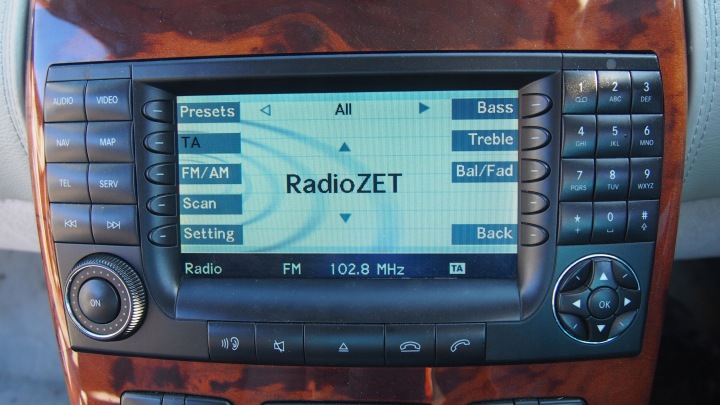 AUDIO VIDEO
NAV MAP
TEL SERV
ON
Presets All Bass
TA Treble
FM/AM Bal/Fad
RadioZET
Scan
Setting Back
Radio FM 102.8 MHz TA
1 2 ABC 3 DEF
4 GHI 5 JKL 6 MNO
7 PQRS 8 TUV 9 WXYZ
* + 0 #
OK